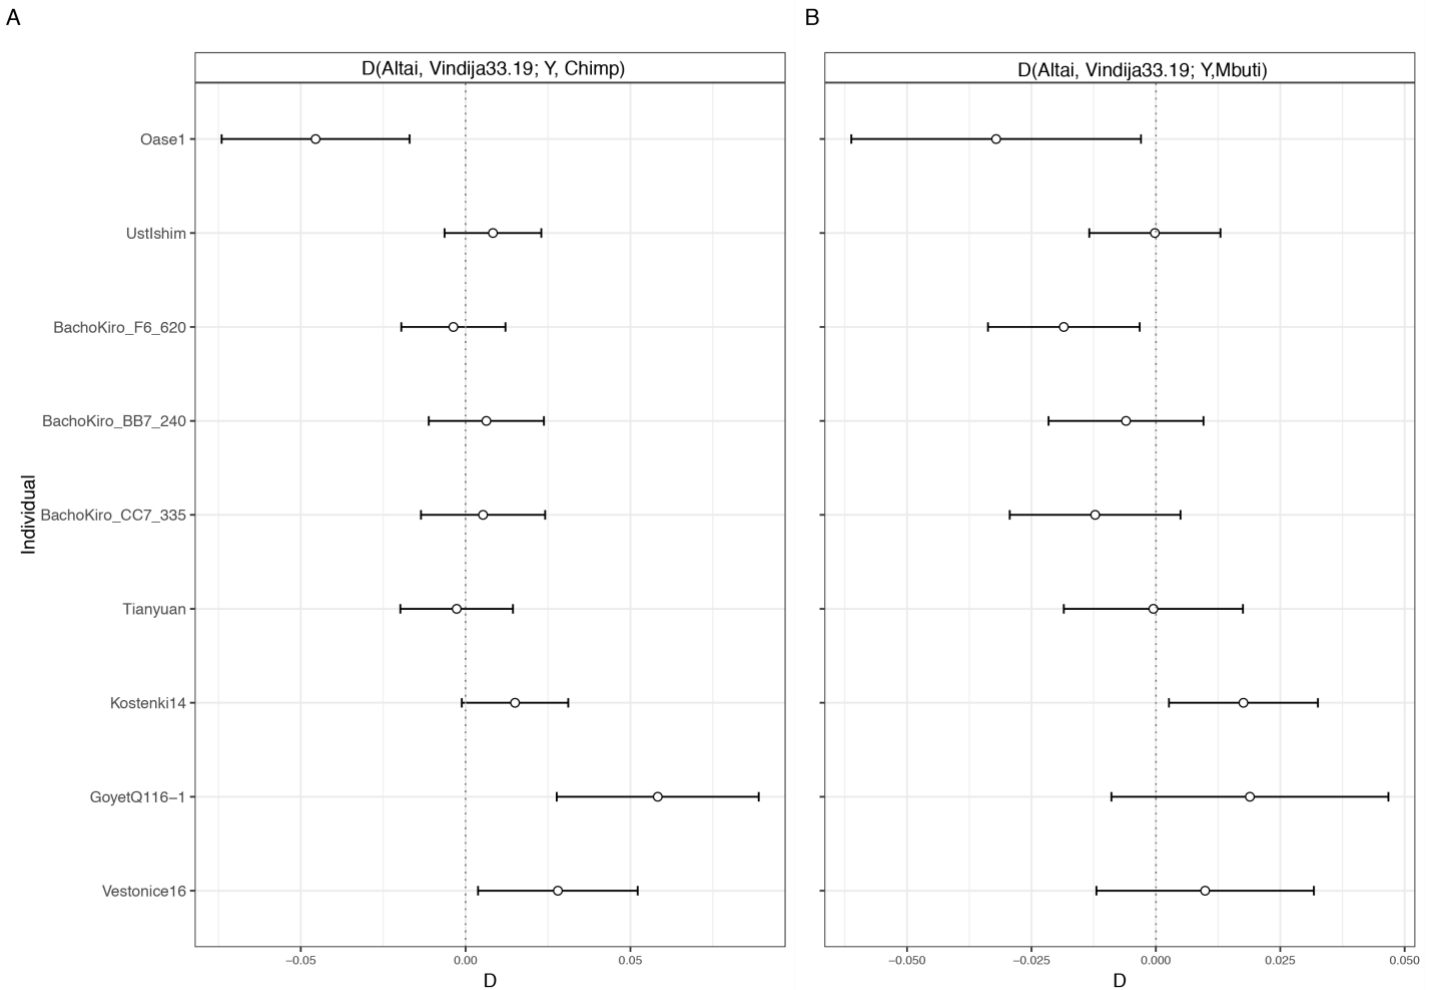 A
B
D(Altai, Vindija33.19; Y, Chimp)
D(Altai, Vindija33.19; Y,Mbuti)
Individual
Oase1
UstIshim
BachoKiro_F6_620
BachoKiro_BB7_240
BachoKiro_CC7_335
Tianyuan
Kostenki14
GoyetQ116−1
Vestonice16
−0.05 0.00 0.05
D
−0.050 −0.025 0.000 0.025 0.050
D